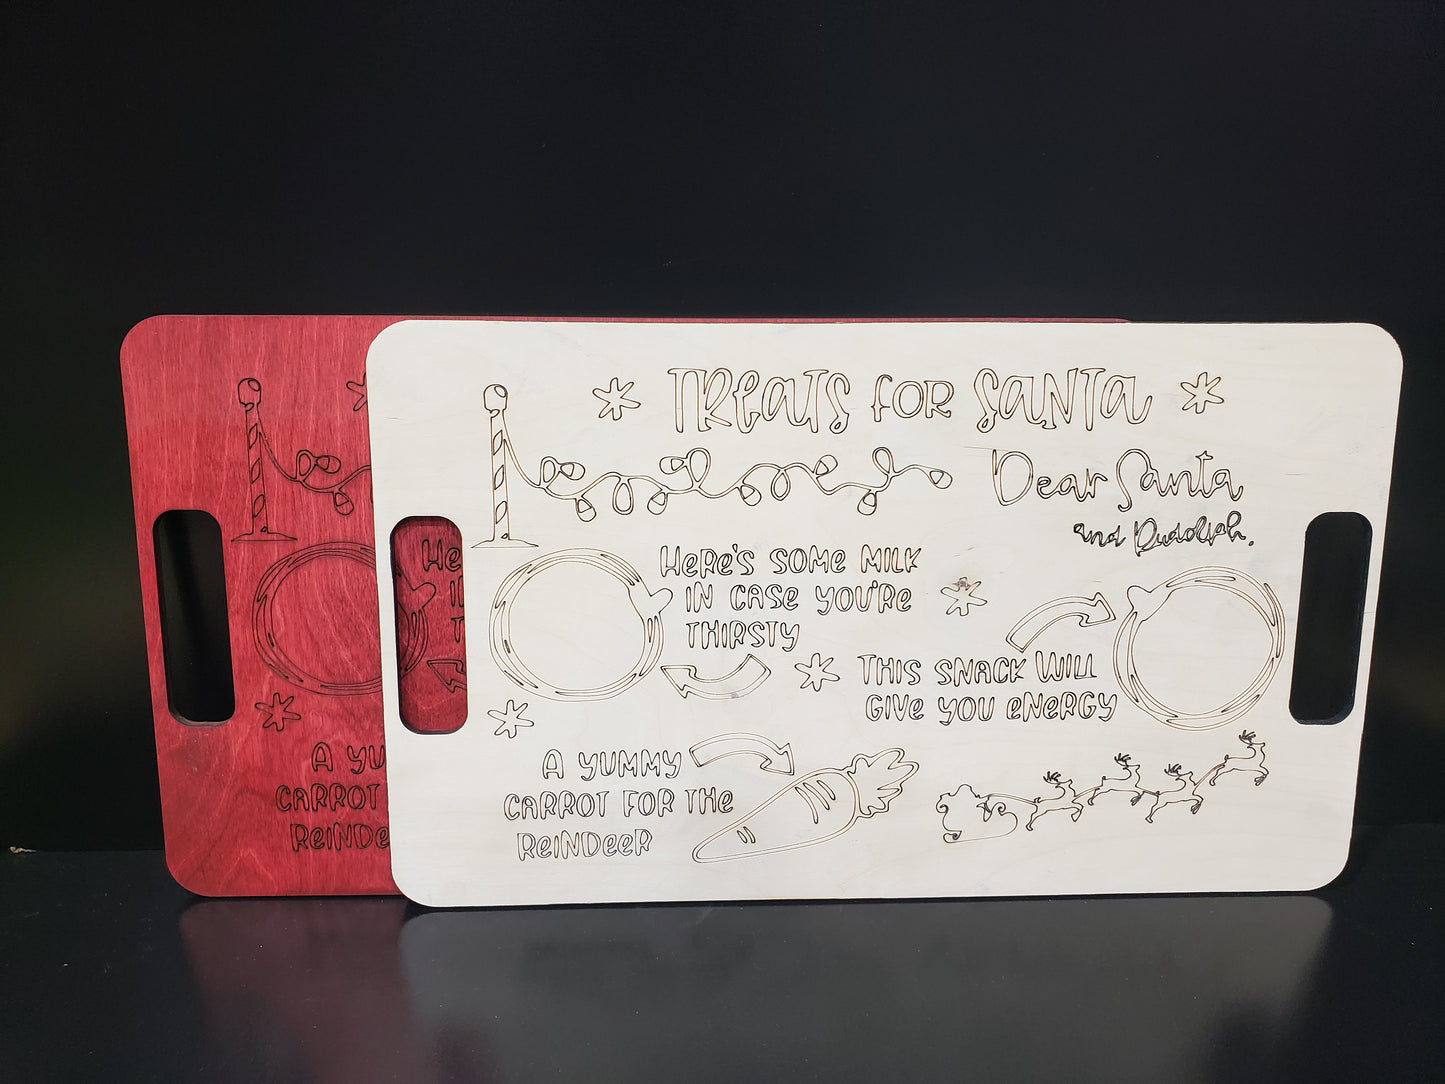 TREATS FOR SANTA
Dear Santa
and Rudolph.
HERE'S SOME MILK
IN CASE YOU'RE
THIRSTY
THIS SNACK WILL
GIVE YOU ENERGY
A YUMMY
CARROT FOR THE
REINDEER
HE
I
T
A YU
CARROT
REINDE